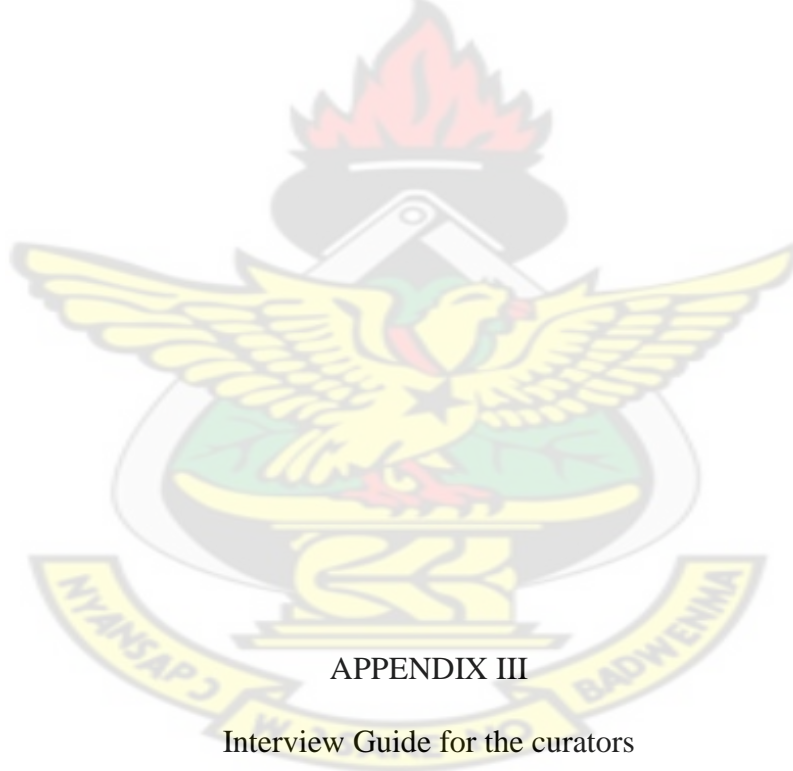 NYANSAPƆ
BADWENMA
APPENDIX III
Interview Guide for the curators